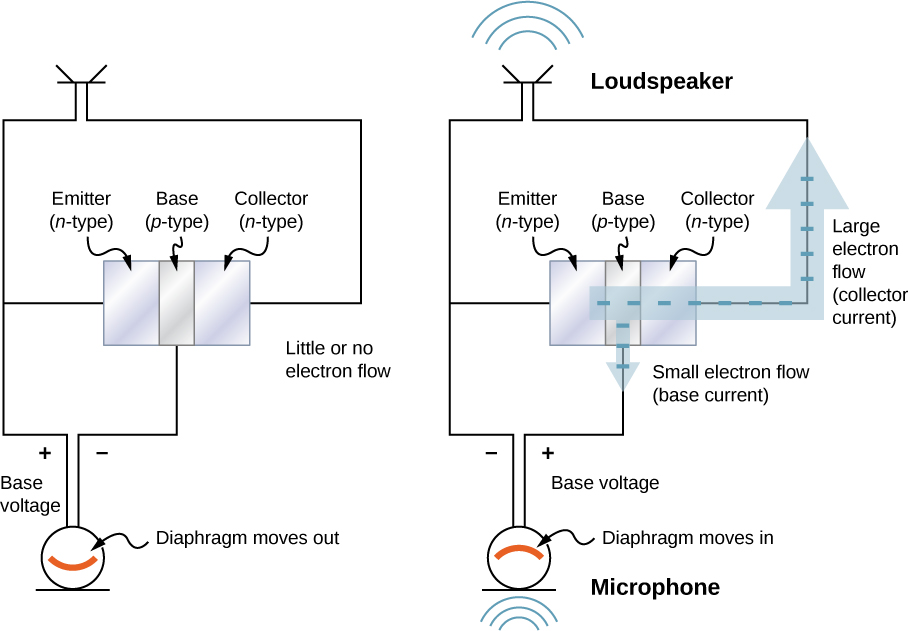 Emitter
(n-type)
Base
(p-type)
Collector
(n-type)
Little or no
electron flow
+
−
Base
voltage
Diaphragm moves out
Loudspeaker
Emitter
(n-type)
Base
(p-type)
Collector
(n-type)
Large
electron
flow
(collector
current)
Small electron flow
(base current)
−
+
Base voltage
Diaphragm moves in
Microphone